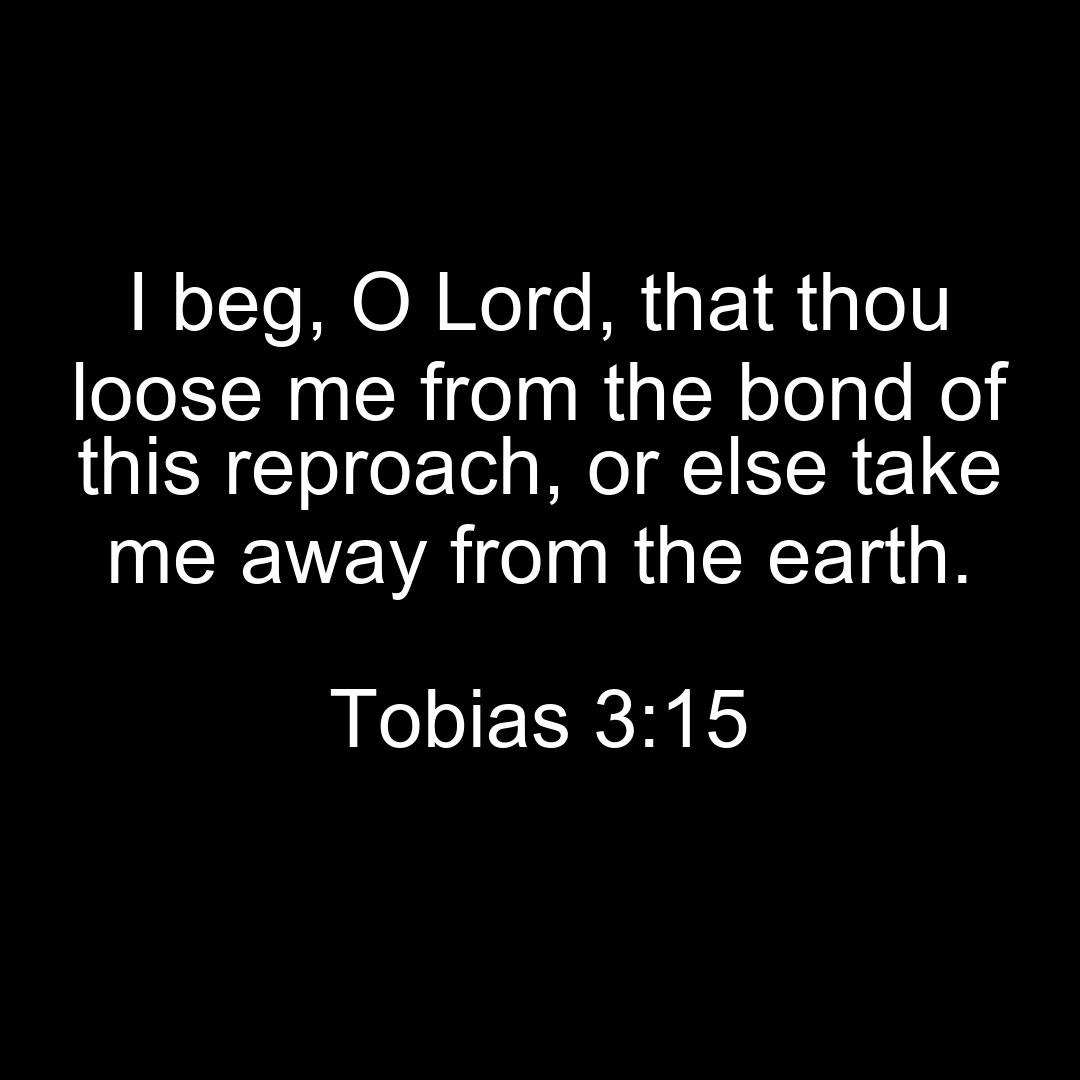 I beg, O Lord, that thou
loose me from the bond of
this reproach, or else take
me away from the earth.
Tobias 3:15